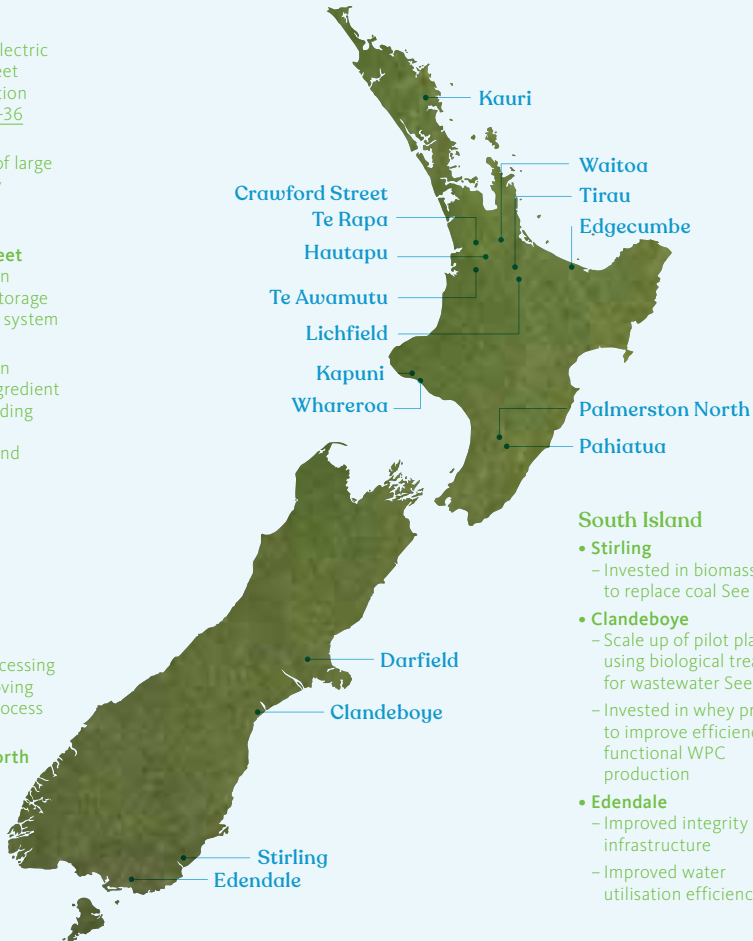 lectric
eet
tion
-36
of large
eet
n
torage
system
n
gredient
ding
nd
cessing
oving
ocess
orth
Kauri
Waitoa
Tirau
Edgecumbe
Crawford Street
Te Rapa
Hautapu
Te Awamutu
Lichfield
Kapuni
Whareroa
Palmerston North
Pahiatua
Darfield
Clandeboye
Stirling
Edendale
South Island
• Stirling
– Invested in biomass
to replace coal See
• Clandeboye
– Scale up of pilot pla
using biological trea
for wastewater See
– Invested in whey pr
to improve efficienc
functional WPC
production
• Edendale
– Improved integrity
infrastructure
– Improved water
utilisation efficienc